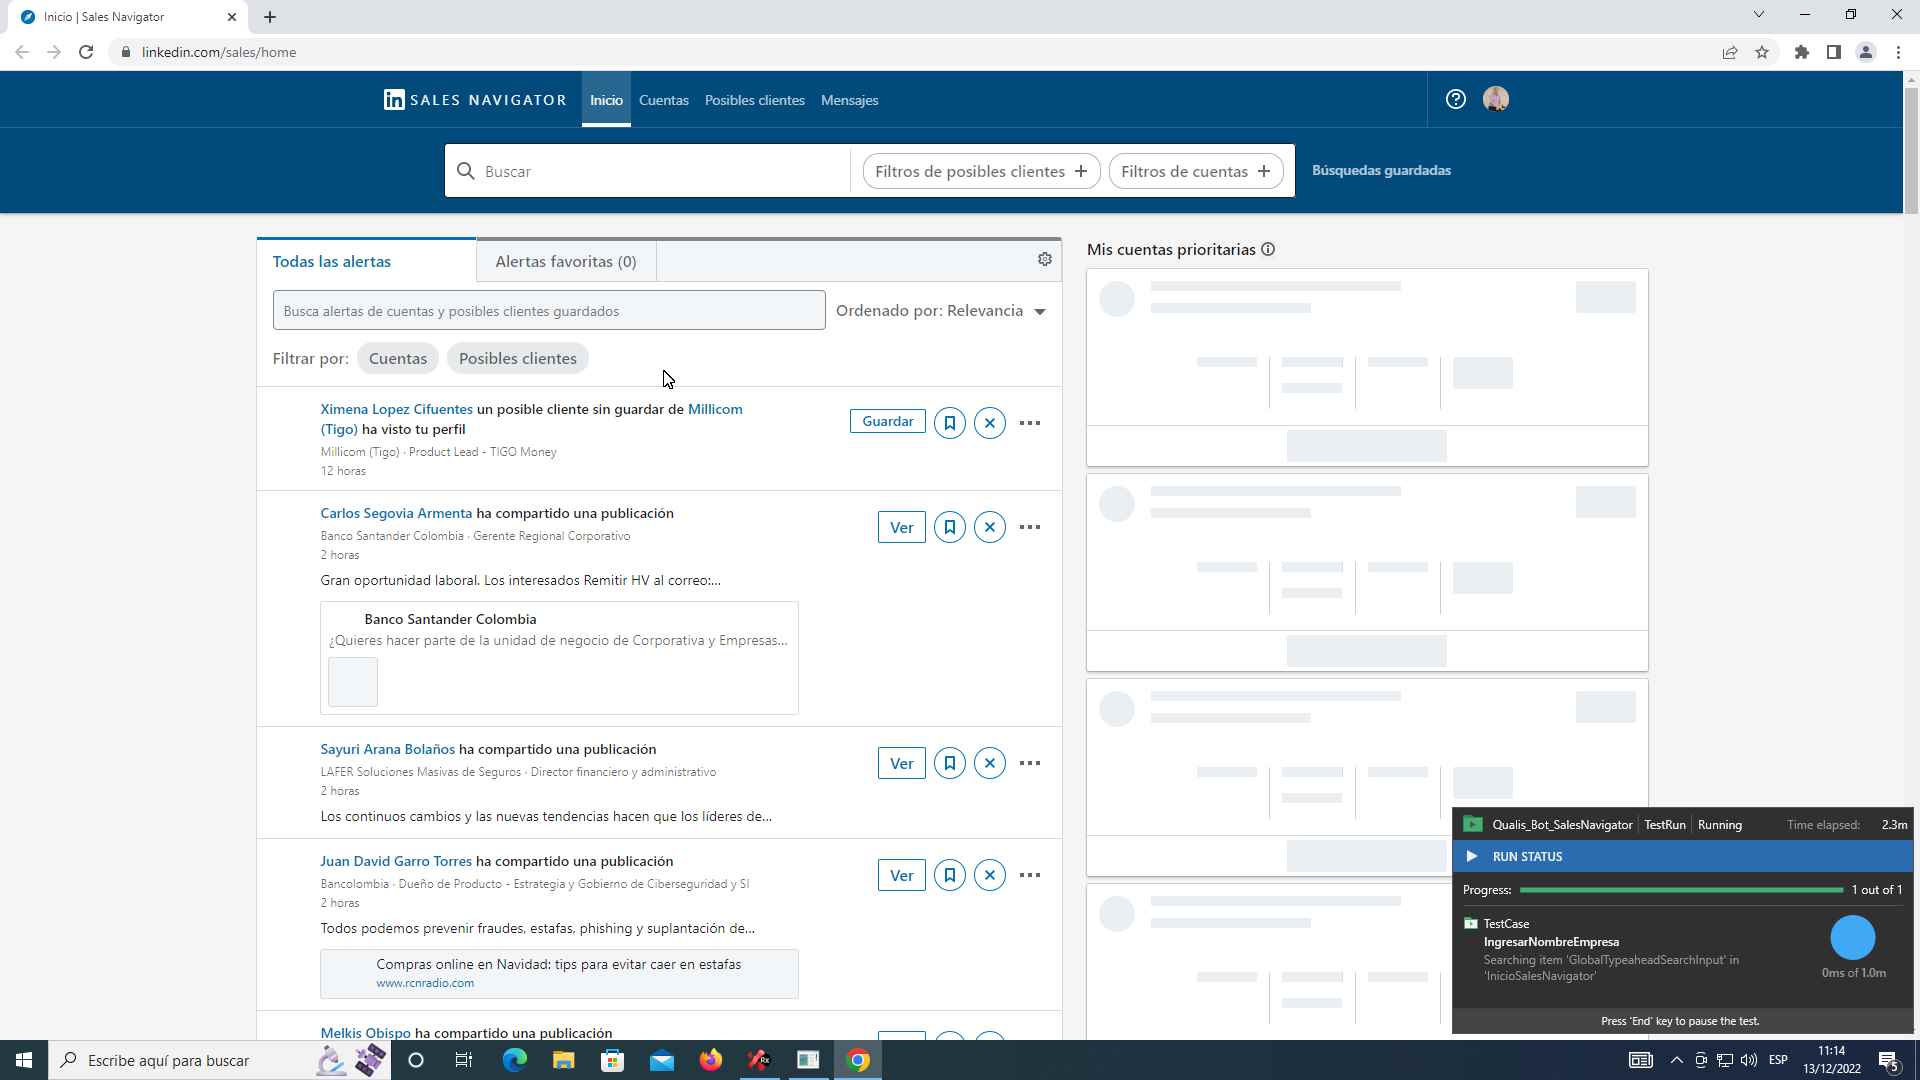 Inicio | Sales Navigator
linkedin.com/sales/home
in SALES NAVIGATOR
Inicio
Cuentas
Posibles clientes
Mensajes
Buscar
Filtros de posibles clientes +
Filtros de cuentas +
Búsquedas guardadas
Todas las alertas
Alertas favoritas (0)
Busca alertas de cuentas y posibles clientes guardados
Ordenado por: Relevancia
Filtrar por:
Cuentas
Posibles clientes
Ximena Lopez Cifuentes un posible cliente sin guardar de Millicom
(Tigo) ha visto tu perfil
Millicom (Tigo) · Product Lead - TIGO Money
12 horas
Guardar
Carlos Segovia Armenta ha compartido una publicación
Banco Santander Colombia · Gerente Regional Corporativo
2 horas
Gran oportunidad laboral. Los interesados Remitir HV al correo:...
Ver
Banco Santander Colombia
¿Quieres hacer parte de la unidad de negocio de Corporativa y Empresas...
Sayuri Arana Bolaños ha compartido una publicación
LAFER Soluciones Masivas de Seguros · Director financiero y administrativo
2 horas
Los continuos cambios y las nuevas tendencias hacen que los líderes de...
Ver
Juan David Garro Torres ha compartido una publicación
Bancolombia · Dueño de Producto - Estrategia y Gobierno de Ciberseguridad y SI
2 horas
Todos podemos prevenir fraudes, estafas, phishing y suplantación de...
Ver
Compras online en Navidad: tips para evitar caer en estafas
www.rcnradio.com
Melkis Obispo ha compartido una publicación
Mis cuentas prioritarias
Qualis_Bot_SalesNavigator
TestRun
Running
Time elapsed: 2.3m
RUN STATUS
Progress:
1 out of 1
TestCase
IngresarNombreEmpresa
Searching item 'GlobalTypeaheadSearchInput' in
'InicioSalesNavigator'
0ms of 1.0m
Press 'End' key to pause the test.
Escribe aquí para buscar
Rx
ESP
11:14
13/12/2022
5